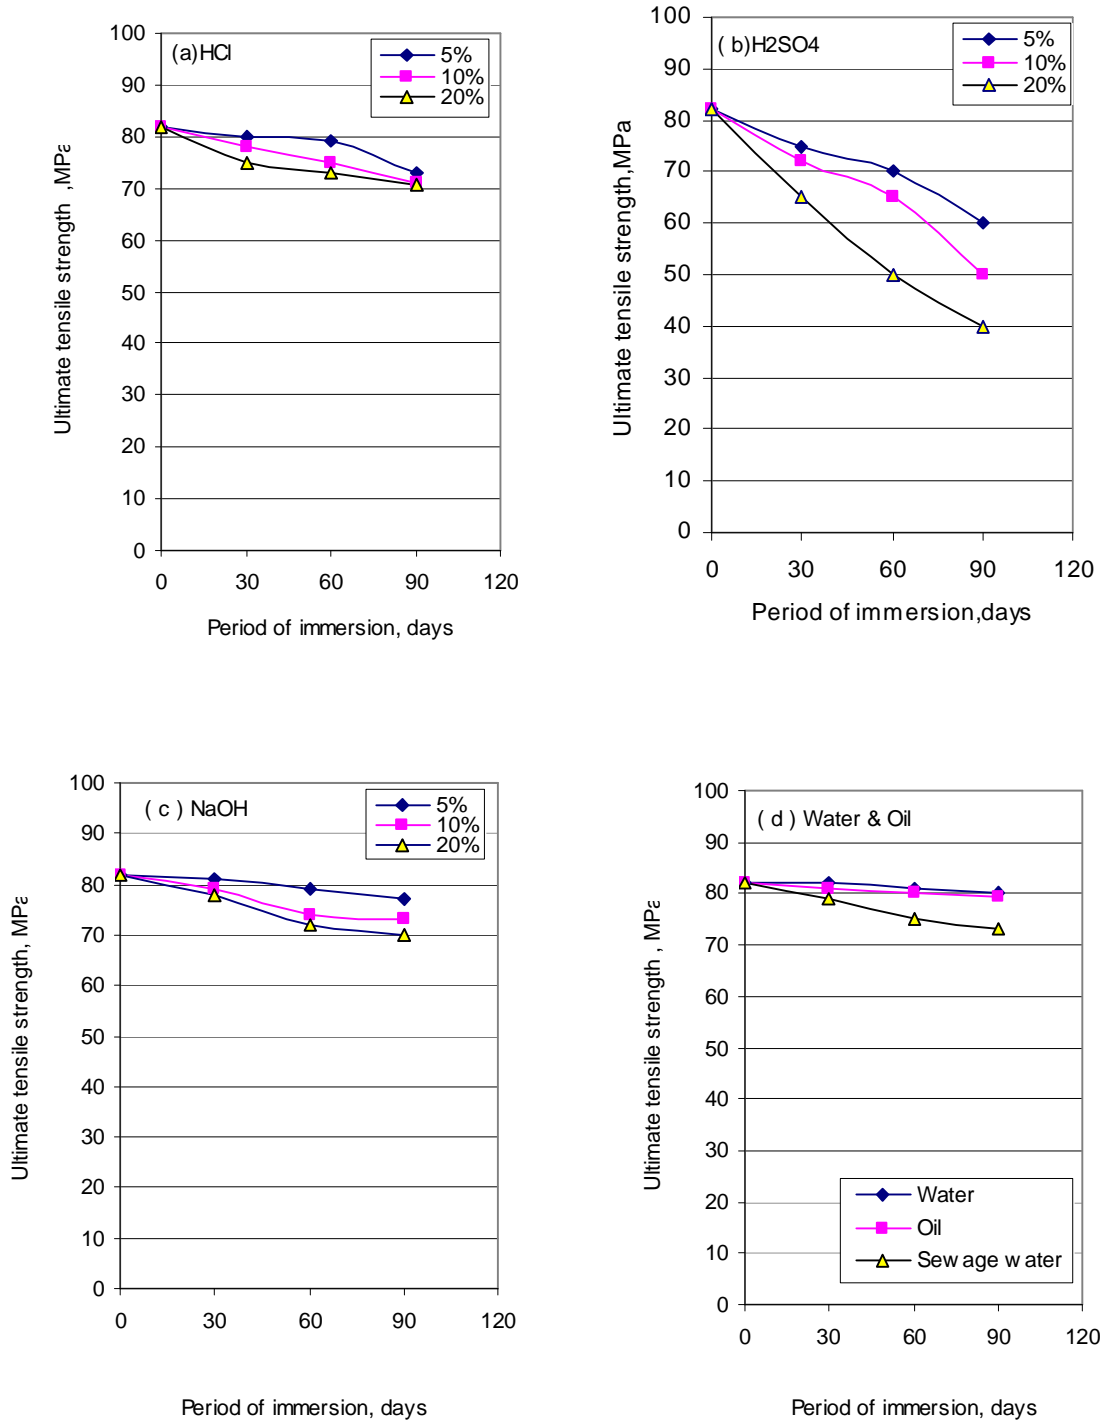 (a)HCl
5%
10%
20%
100
90
80
70
60
50
40
30
20
10
0
0 30 60 90 120
Ultimate tensile strength ,MPa
Period of immersion, days
( b)H2SO4
5%
10%
20%
100
90
80
70
60
50
40
30
20
10
0
0 30 60 90 120
Ultimate tensile strength,MPa
Period of immersion,days
( c ) NaOH
5%
10%
20%
100
90
80
70
60
50
40
30
20
10
0
0 30 60 90 120
Ultimate tensile strength, MPa
Period of immersion, days
( d ) Water & Oil
100
90
80
70
60
50
40
30
20
10
0
0 30 60 90 120
Water
Oil
Sewage water
Ultimate tensile strength , MPa
Period of immersion, days